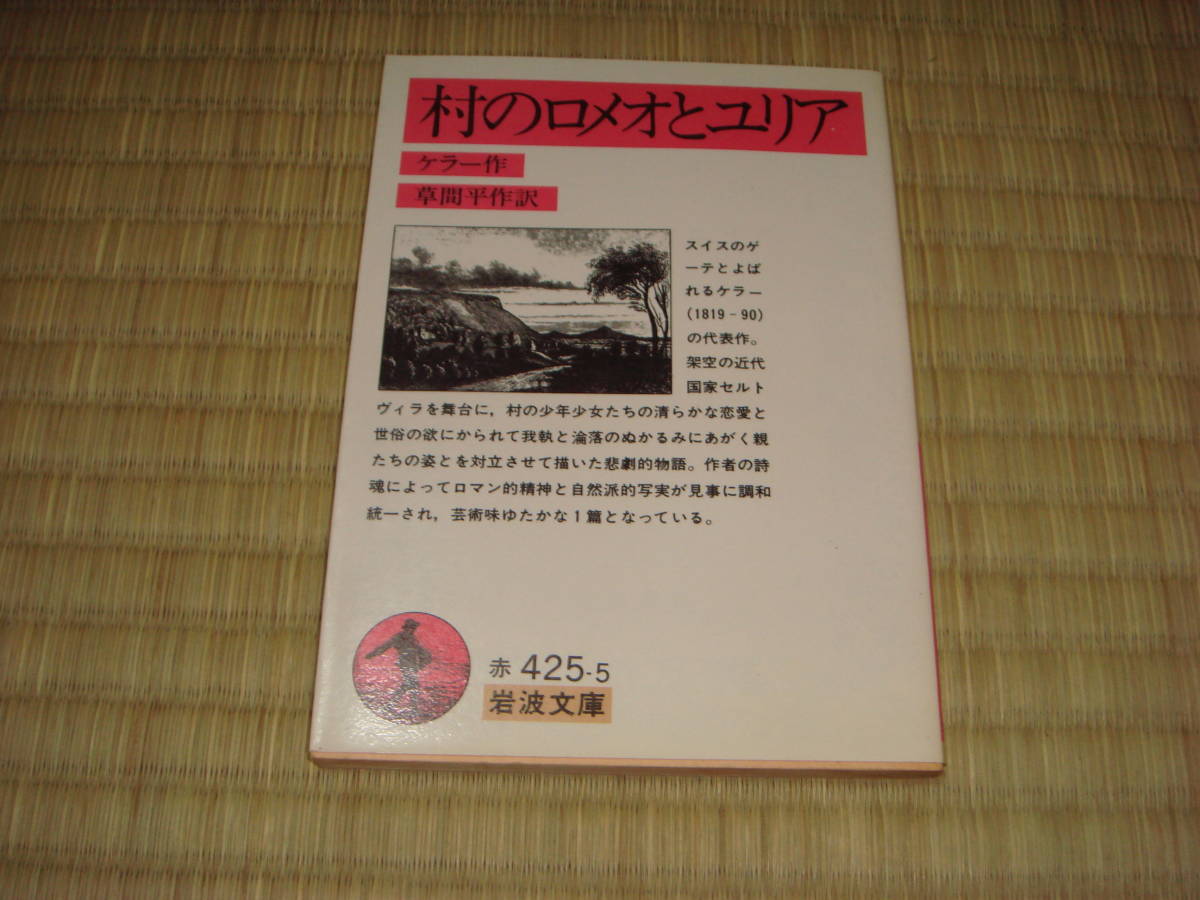 村のロメオとユリア
ケラー作
草間平作訳
スイスのゲ
ーテとよば
れるケラー
(1819-90)
の代表作。
架空の近代
国家セルト
ヴィラを舞台に，村の少年少女たちの清らかな恋愛と
世俗の欲にかられて我執と淪落のぬかるみにあがく親
たちの姿とを対立させて描いた悲劇的物語。作者の詩
魂によってロマン的精神と自然派的写実が見事に調和
統一され，芸術味ゆたかな1篇となっている。
赤 425-5
岩波文庫